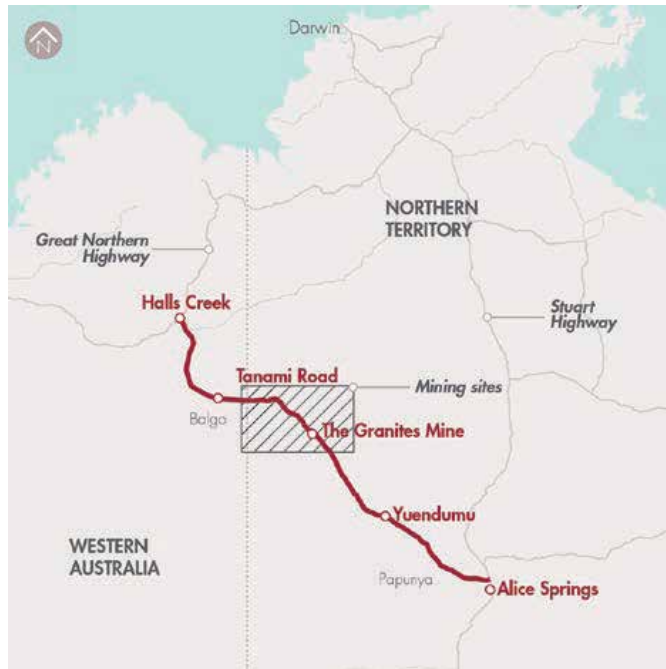 N
Darwin
NORTHERN
TERRITORY
Great Northern
Highway
Halls Creek
Stuart
Highway
Tanami Road
Mining sites
Balgo
The Granites Mine
Yuendumu
WESTERN
AUSTRALIA
Papunya
Alice Springs